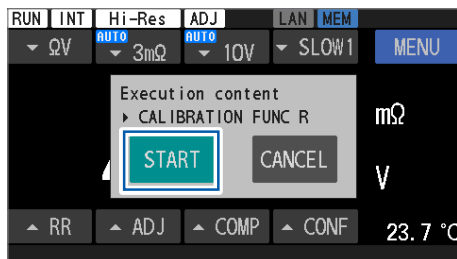 RUN INT Hi-Res ADJ LAN MEM
ΩV AUTO 3mΩ AUTO 10V SLOW1 MENU
Execution content
CALIBRATION FUNC R
mΩ
START CANCEL
V
RR ADJ COMP CONF 23.7 °C